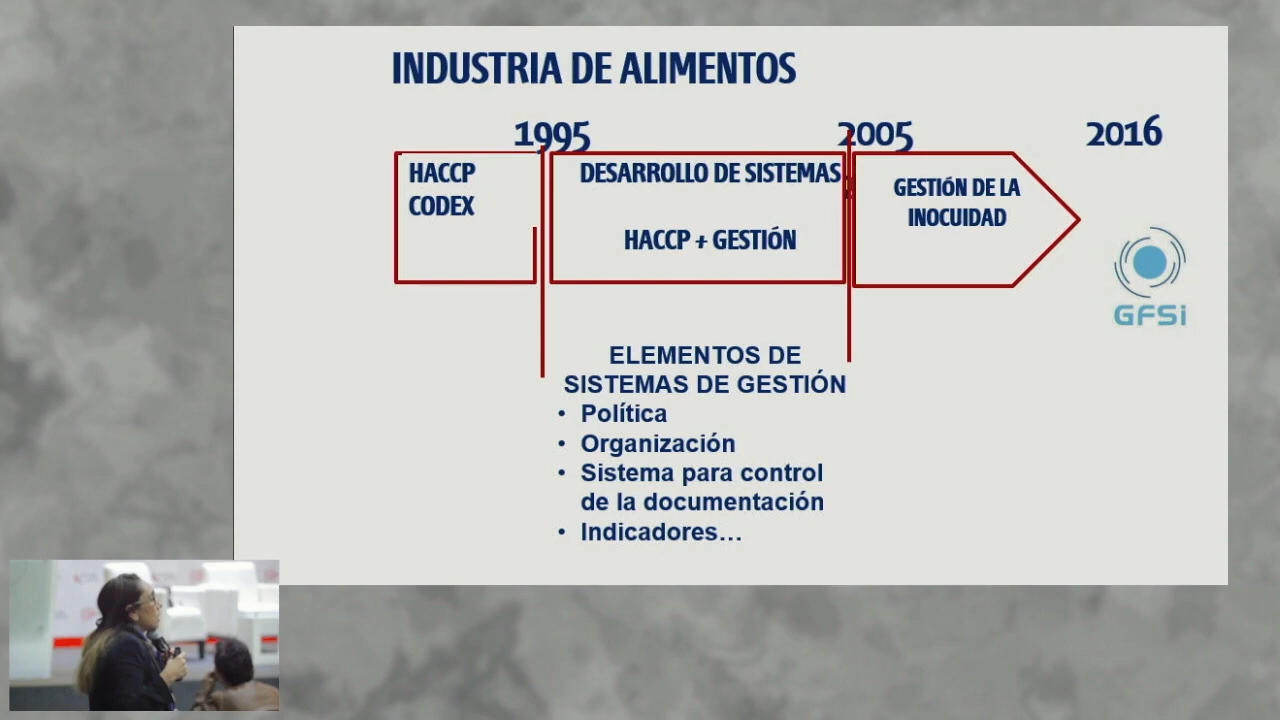 INDUSTRIA DE ALIMENTOS
1995
2005
2016
HACCP
CODEX
DESARROLLO DE SISTEMAS
HACCP + GESTIÓN
GESTIÓN DE LA
INOCUIDAD
GFSi
ELEMENTOS DE
SISTEMAS DE GESTIÓN
• Política
• Organización
• Sistema para control
de la documentación
• Indicadores…